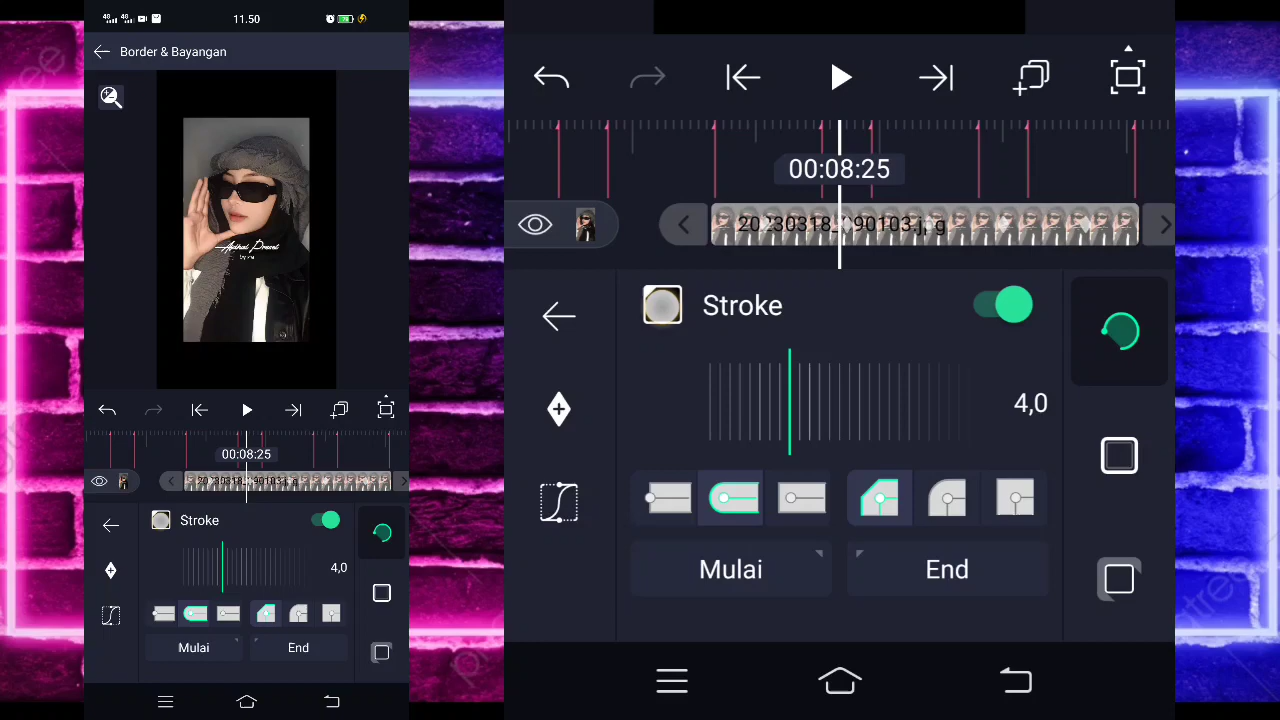 11.50
Border & Bayangan
00:08:25
Stroke
4,0
Mulai
End
00:08:25
20230318_090103.jpg
Stroke
4,0
Mulai
End